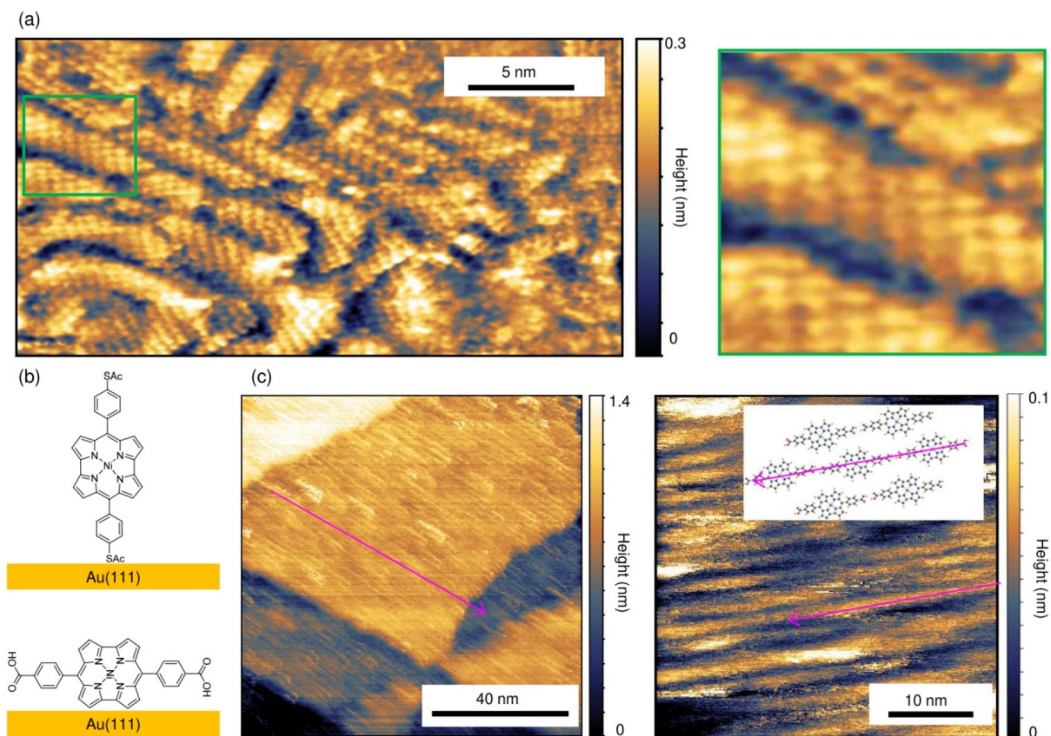 (a)
5 nm
0.3
Height (nm)
0
(b)
SAc
N
N
Ni
N
N
SAc
Au(111)
OH
O
N
N
N
N
N
O
OH
Au(111)
(c)
1.4
Height (nm)
40 nm
0
0.1
Height (nm)
10 nm
0